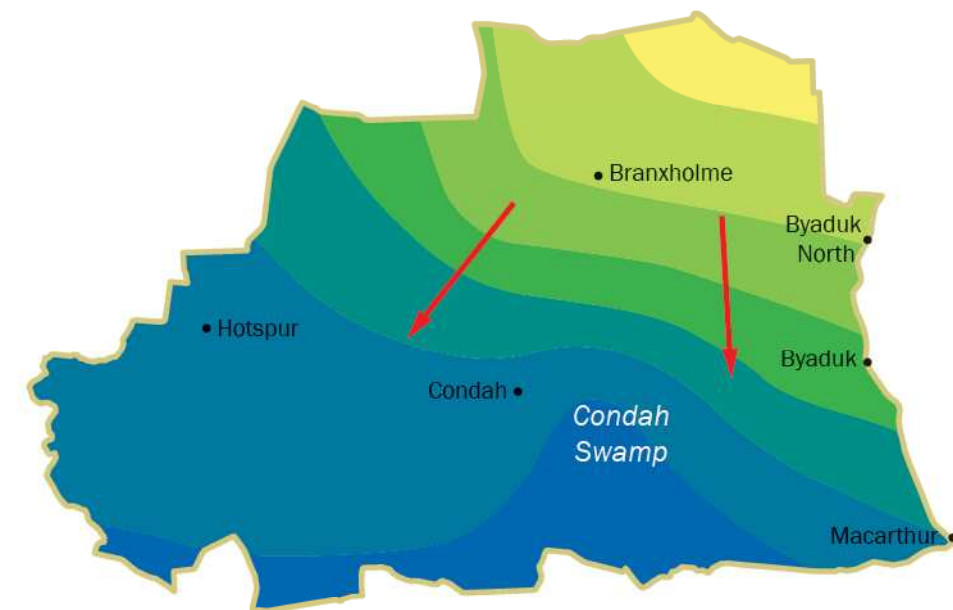 Branxholme
Byaduk
North
Hotspur
Byaduk
Condah
Condah
Swamp
Macarthur